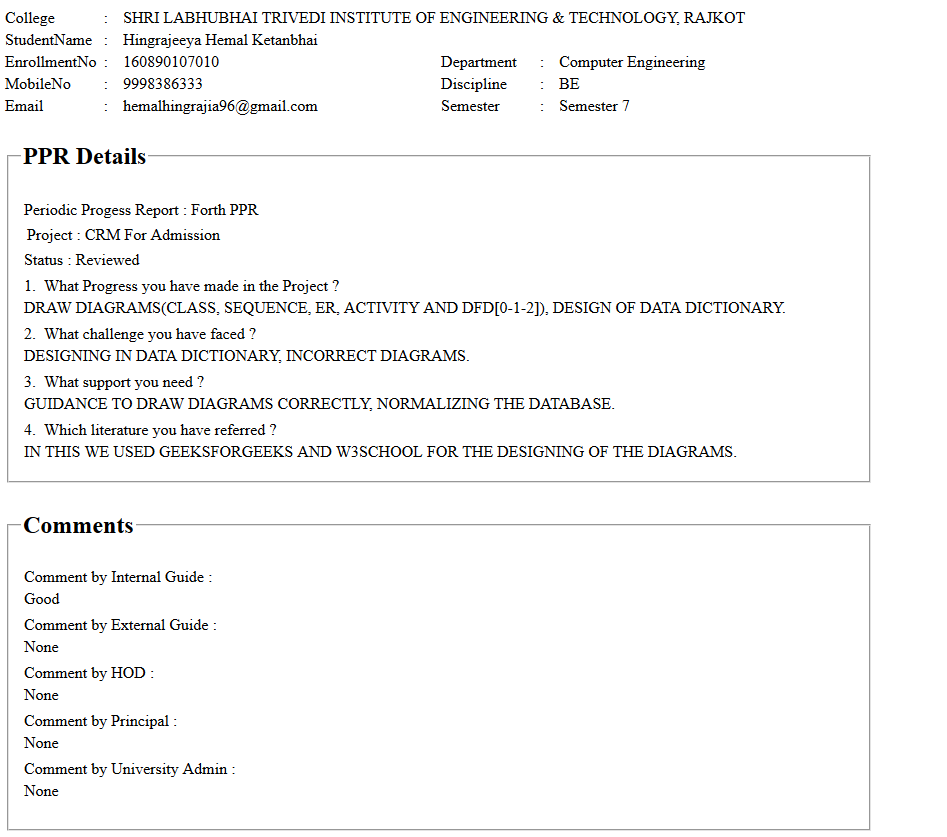 College : SHRI LABHUBHAI TRIVEDI INSTITUTE OF ENGINEERING & TECHNOLOGY, RAJKOT
StudentName : Hingrajeeya Hemal Ketanbhai
EnrollmentNo : 160890107010 Department : Computer Engineering
MobileNo : 9998386333 Discipline : BE
Email : hemalhingrajia96@gmail.com Semester : Semester 7
PPR Details
Periodic Progess Report : Forth PPR
Project : CRM For Admission
Status : Reviewed
1. What Progress you have made in the Project ?
DRAW DIAGRAMS(CLASS, SEQUENCE, ER, ACTIVITY AND DFD[0-1-2]), DESIGN OF DATA DICTIONARY.
2. What challenge you have faced ?
DESIGNING IN DATA DICTIONARY, INCORRECT DIAGRAMS.
3. What support you need ?
GUIDANCE TO DRAW DIAGRAMS CORRECTLY, NORMALIZING THE DATABASE.
4. Which literature you have referred ?
IN THIS WE USED GEEKSFORGEEKS AND W3SCHOOL FOR THE DESIGNING OF THE DIAGRAMS.
Comments
Comment by Internal Guide :
Good
Comment by External Guide :
None
Comment by HOD :
None
Comment by Principal :
None
Comment by University Admin :
None